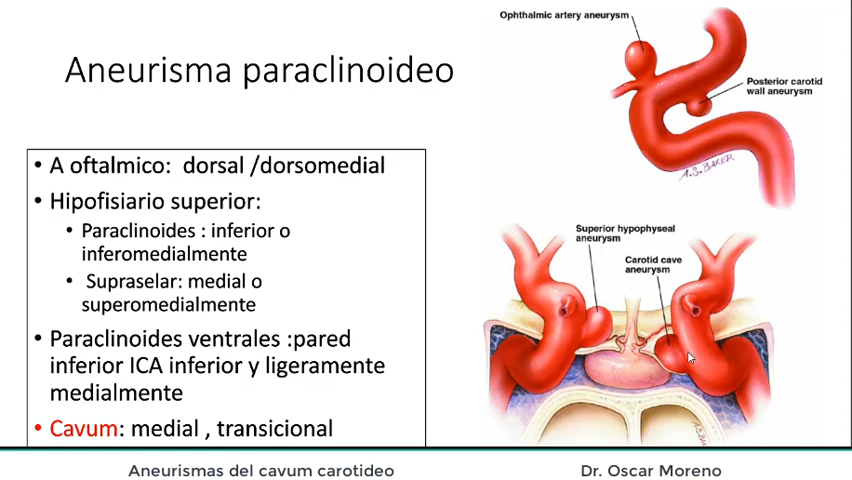 Aneurisma paraclinoideo
• A oftalmico: dorsal /dorsomedial
• Hipofisiario superior:
• Paraclinoides : inferior o
inferomedialmente
• Supraselar: medial o
superomedialmente
• Paraclinoides ventrales :pared
inferior ICA inferior y ligeramente
medialmente
• Cavum: medial , transicional
Ophthalmic artery aneurysm
Posterior carotid
wall aneurysm
A.S. BAKER
Superior hypophyseal
aneurysm
Carotid cave
aneurysm
Aneurismas del cavum carotideo
Dr. Oscar Moreno